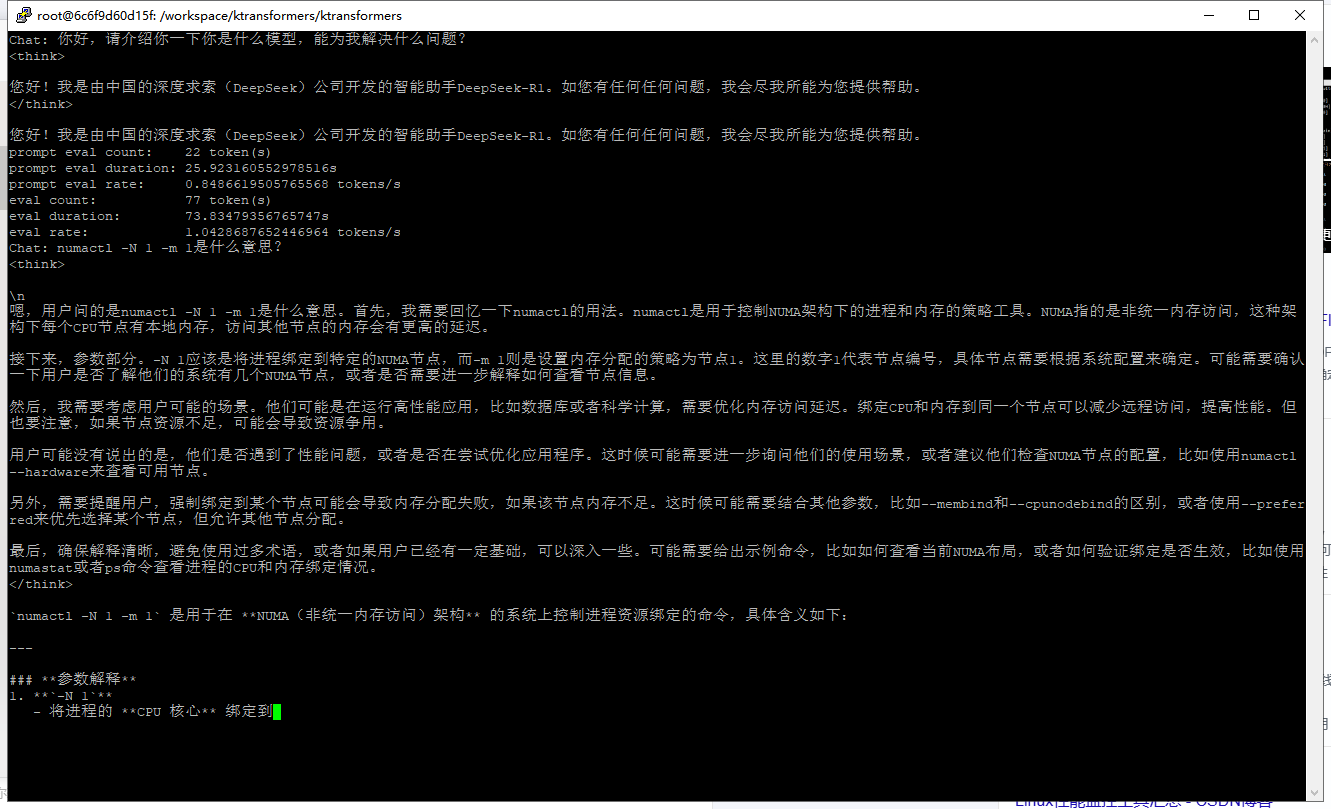 root@6c6f9d60d15f: /workspace/ktransformers/ktransformers
Chat: 你好，请介绍你一下你是什么模型，能为我解决什么问题？
<think>
您好！我是由中国的深度求索（DeepSeek）公司开发的智能助手DeepSeek-R1。如您有任何任何问题，我会尽我所能为您提供帮助。
</think>
您好！我是由中国的深度求索（DeepSeek）公司开发的智能助手DeepSeek-R1。如您有任何任何问题，我会尽我所能为您提供帮助。
prompt eval count:    22 token(s)
prompt eval duration: 25.923160552978516s
prompt eval rate:     0.8486619505765568 tokens/s
eval count:           77 token(s)
eval duration:        73.83479356765747s
eval rate:            1.0428687652446964 tokens/s
Chat: numactl -N 1 -m 1是什么意思？
<think>
\n
嗯，用户问的是numactl -N 1 -m 1是什么意思。首先，我需要回忆一下numactl的用法。numactl是用于控制NUMA架构下的进程和内存的策略工具。NUMA指的是非统一内存访问，这种架
构下每个CPU节点有本地内存，访问其他节点的内存会有更高的延迟。
接下来，参数部分。-N 1应该是将进程绑定到特定的NUMA节点，而-m 1则是设置内存分配的策略为节点1。这里的数字1代表节点编号，具体节点需要根据系统配置来确定。可能需要确认
一下用户是否了解他们的系统有几个NUMA节点，或者是否需要进一步解释如何查看节点信息。
然后，我需要考虑用户可能的场景。他们可能是在运行高性能应用，比如数据库或者科学计算，需要优化内存访问延迟。绑定CPU和内存到同一个节点可以减少远程访问，提高性能。但
也要注意，如果节点资源不足，可能会导致资源争用。
用户可能没有说出的是，他们是否遇到了性能问题，或者是否在尝试优化应用程序。这时候可能需要进一步询问他们的使用场景，或者建议他们检查NUMA节点的配置，比如使用numactl
--hardware来查看可用节点。
另外，需要提醒用户，强制绑定到某个节点可能会导致内存分配失败，如果该节点内存不足。这时候可能需要结合其他参数，比如--membind和--cpunodebind的区别，或者使用--prefer
red来优先选择某个节点，但允许其他节点分配。
最后，确保解释清晰，避免使用过多术语，或者如果用户已经有一定基础，可以深入一些。可能需要给出示例命令，比如如何查看当前NUMA布局，或者如何验证绑定是否生效，比如使用
numastat或者ps命令查看进程的CPU和内存绑定情况。
</think>
`numactl -N 1 -m 1` 是用于在 **NUMA（非统一内存访问）架构** 的系统上控制进程资源绑定的命令，具体含义如下：
---
### **参数解释**
1. **`-N 1`**
   - 将进程的 **CPU 核心** 绑定到